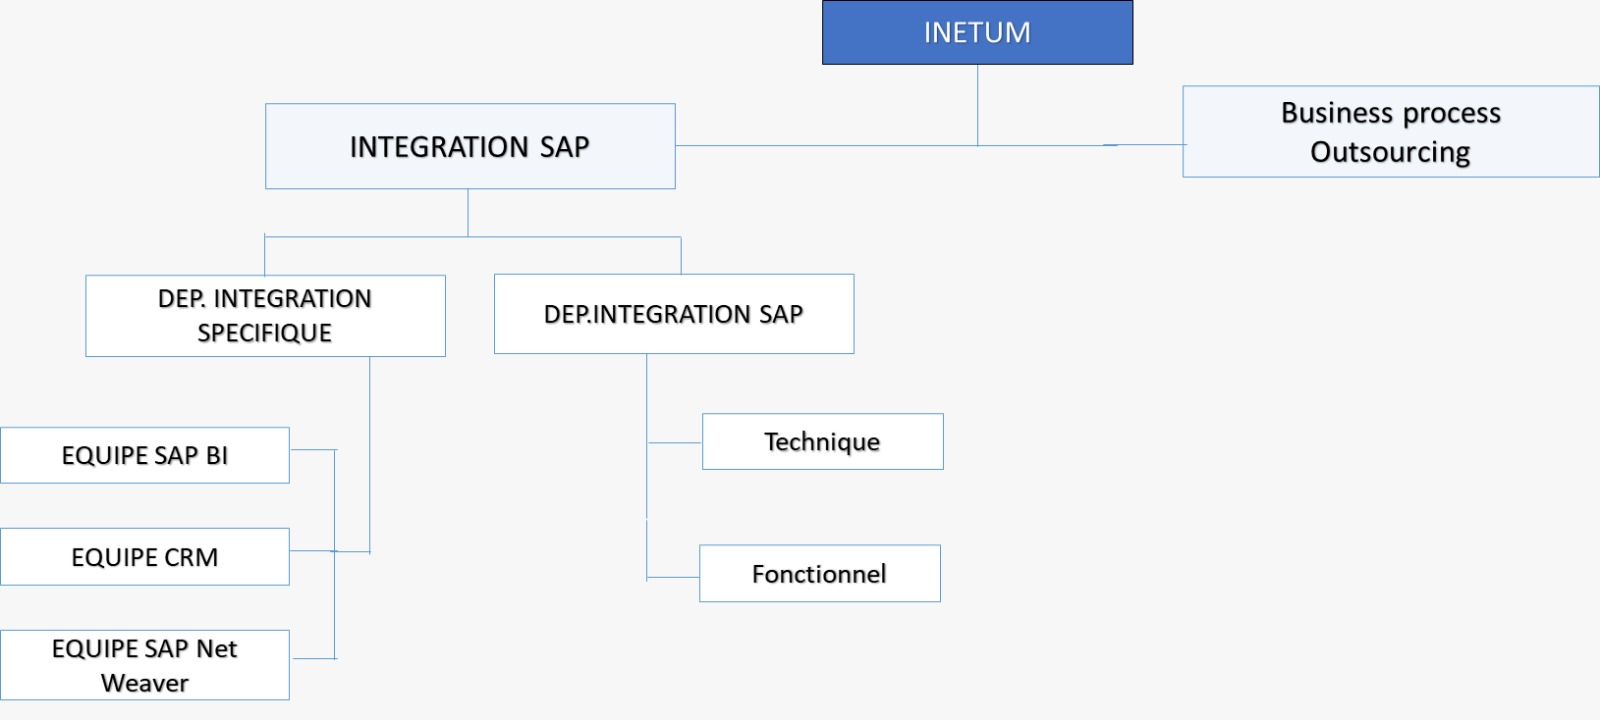 INETUM
Business process
Outsourcing
INTEGRATION SAP
DEP. INTEGRATION
SPECIFIQUE
DEP.INTEGRATION SAP
EQUIPE SAP BI
Technique
EQUIPE CRM
Fonctionnel
EQUIPE SAP Net
Weaver